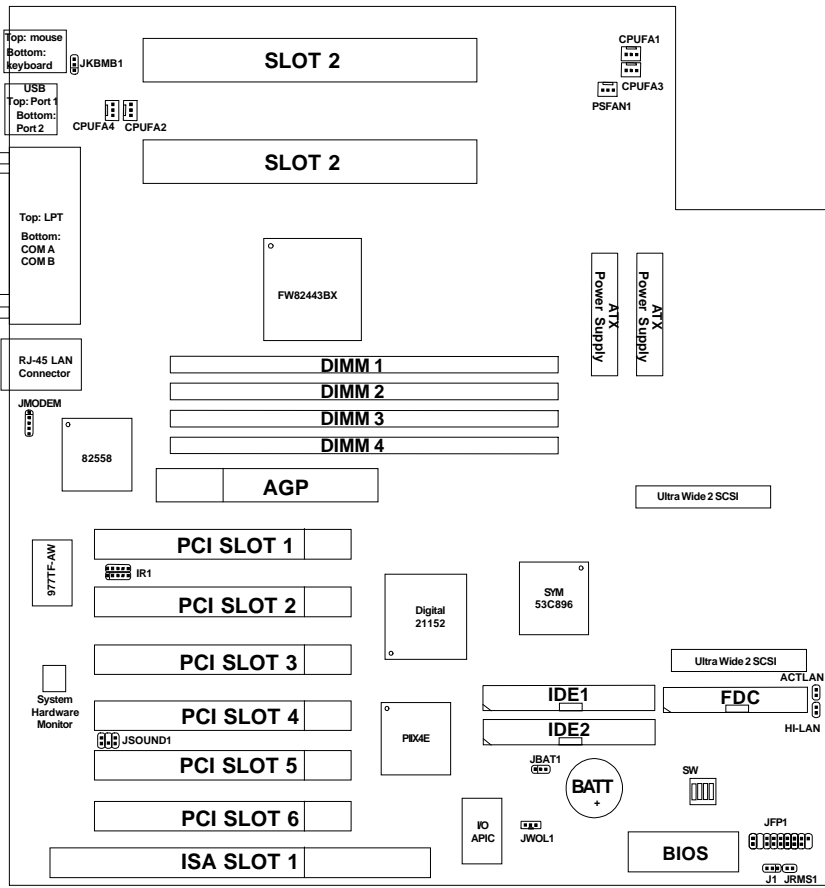 Top: mouse
Bottom:
keyboard
JKBMB1
SLOT 2
CPUFA1
CPUFA3
PSFAN1
USB
Top: Port 1
Bottom:
Port 2
CPUFA4
CPUFA2
SLOT 2
Top: LPT
Bottom:
COM A
COM B
FW82443BX
ATX
Power Supply
ATX
Power Supply
RJ-45 LAN
Connector
DIMM 1
DIMM 2
DIMM 3
DIMM 4
JMODEM
82558
AGP
Ultra Wide 2 SCSI
977TF-AW
PCI SLOT 1
IR1
PCI SLOT 2
Digital
21152
SYM
53C896
PCI SLOT 3
Ultra Wide 2 SCSI
ACTLAN
System
Hardware
Monitor
PCI SLOT 4
PIIX4E
IDE1
FDC
IDE2
HI-LAN
JSOUND1
PCI SLOT 5
JBAT1
BATT
+
SW
PCI SLOT 6
I/O
APIC
JWOL1
JFP1
BIOS
ISA SLOT 1
J1
JRMS1